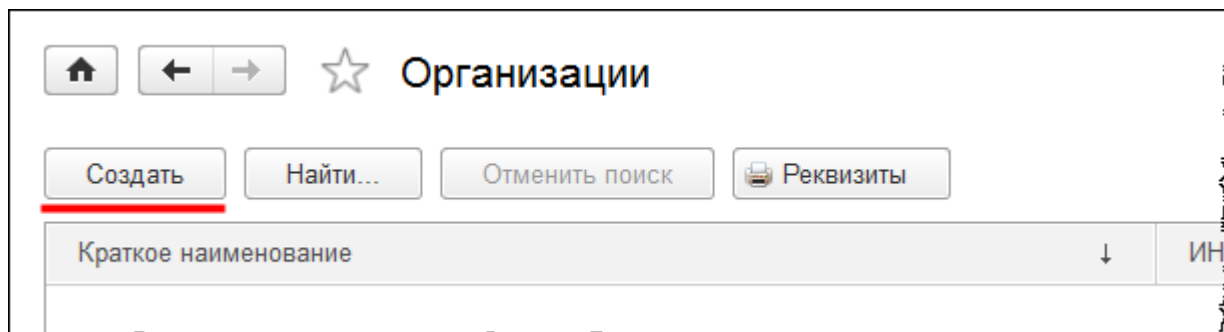 Организации
Создать Найти... Отменить поиск Реквизиты
Краткое наименование ИН